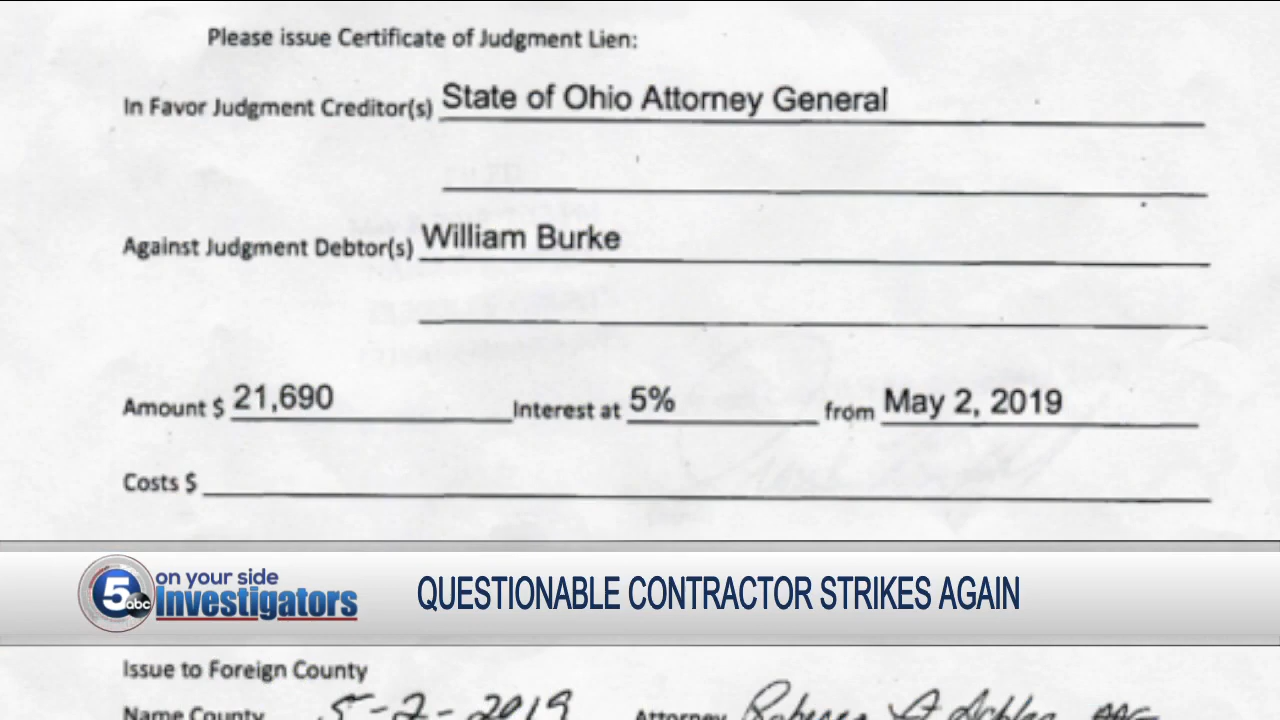 Please issue Certificate of Judgment Lien:
In Favor Judgment Creditor(s) State of Ohio Attorney General
Against Judgment Debtor(s) William Burke
Amount $ 21,690 Interest at 5% from May 2, 2019
Costs $
5 abc on your side Investigators
QUESTIONABLE CONTRACTOR STRIKES AGAIN
Issue to Foreign County
Name County 5-2-2019 Attorney AAG